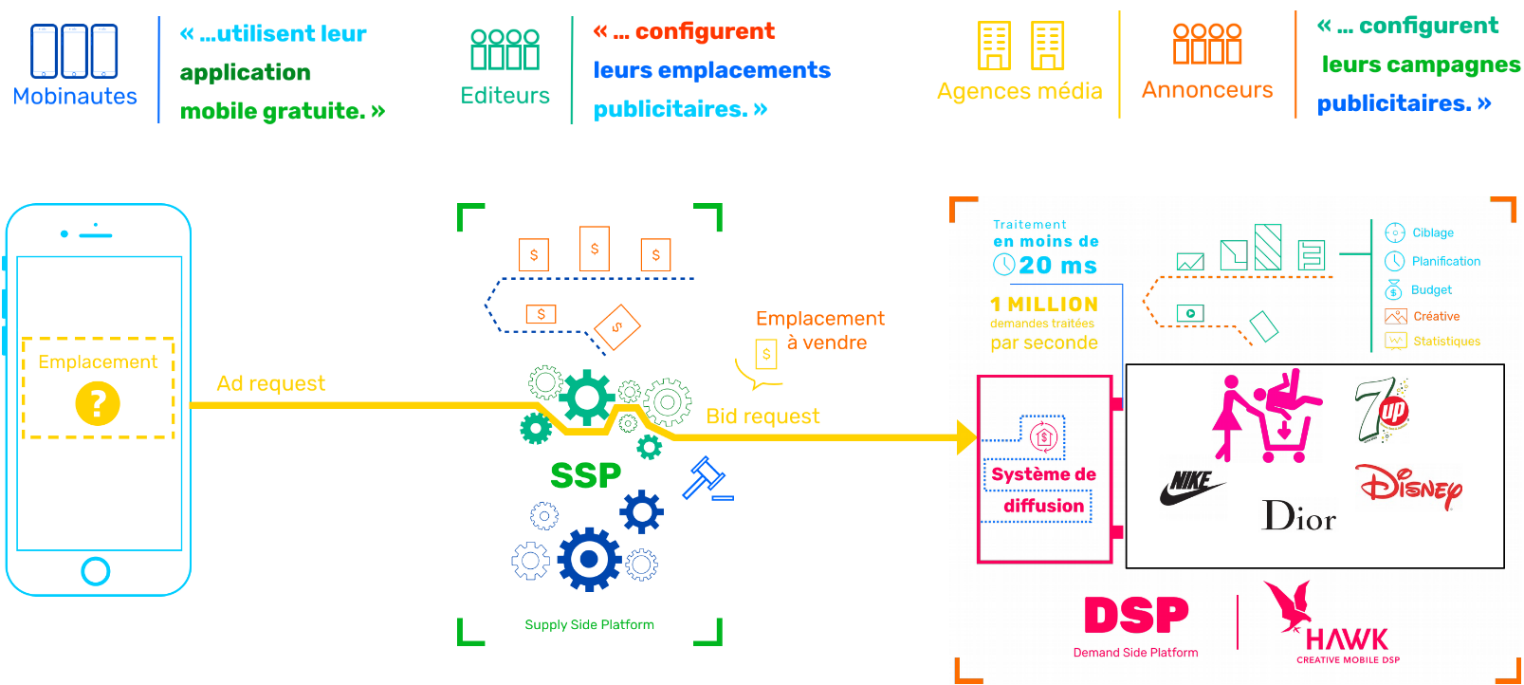 « ...utilisent leur
application
mobile gratuite. »
Mobinautes
« ... configurent
leurs emplacements
publicitaires. »
Editeurs
Agences média
Annonceurs
« ... configurent
leurs campagnes
publicitaires. »
Emplacement
?
Ad request
$
$
$
$
$
SSP
Supply Side Platform
Emplacement
à vendre
$
Bid request
Traitement
en moins de
20 ms
1 MILLION
demandes traitées
par seconde
Ciblage
Planification
$
Budget
Créative
Statistiques
$
Système de
diffusion
7up
NIKE
Disney
Dior
DSP
Demand Side Platform
HAWK
CREATIVE MOBILE DSP